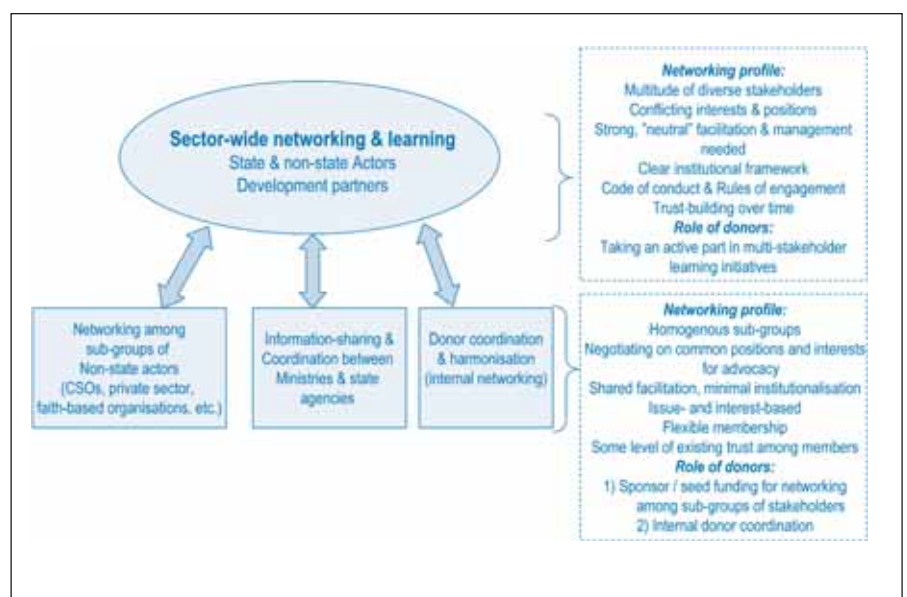 Sector-wide networking & learning
State & non-state Actors
Development partners
Networking profile:
Multitude of diverse stakeholders
Conflicting interests & positions
Strong, "neutral" facilitation & management
needed
Clear institutional framework
Code of conduct & Rules of engagement
Trust-building over time
Role of donors:
Taking an active part in multi-stakeholder
learning initiatives
Networking among
sub-groups of
Non-state actors
(CSOs, private sector,
faith-based organisations, etc.)
Information-sharing &
Coordination between
Ministries & state
agencies
Donor coordination
& harmonisation
(internal networking)
Networking profile:
Homogenous sub-groups
Negotiating on common positions and interests
for advocacy
Shared facilitation, minimal institutionalisation
Issue- and interest-based
Flexible membership
Some level of existing trust among members
Role of donors:
1) Sponsor / seed funding for networking
among sub-groups of stakeholders
2) Internal donor coordination